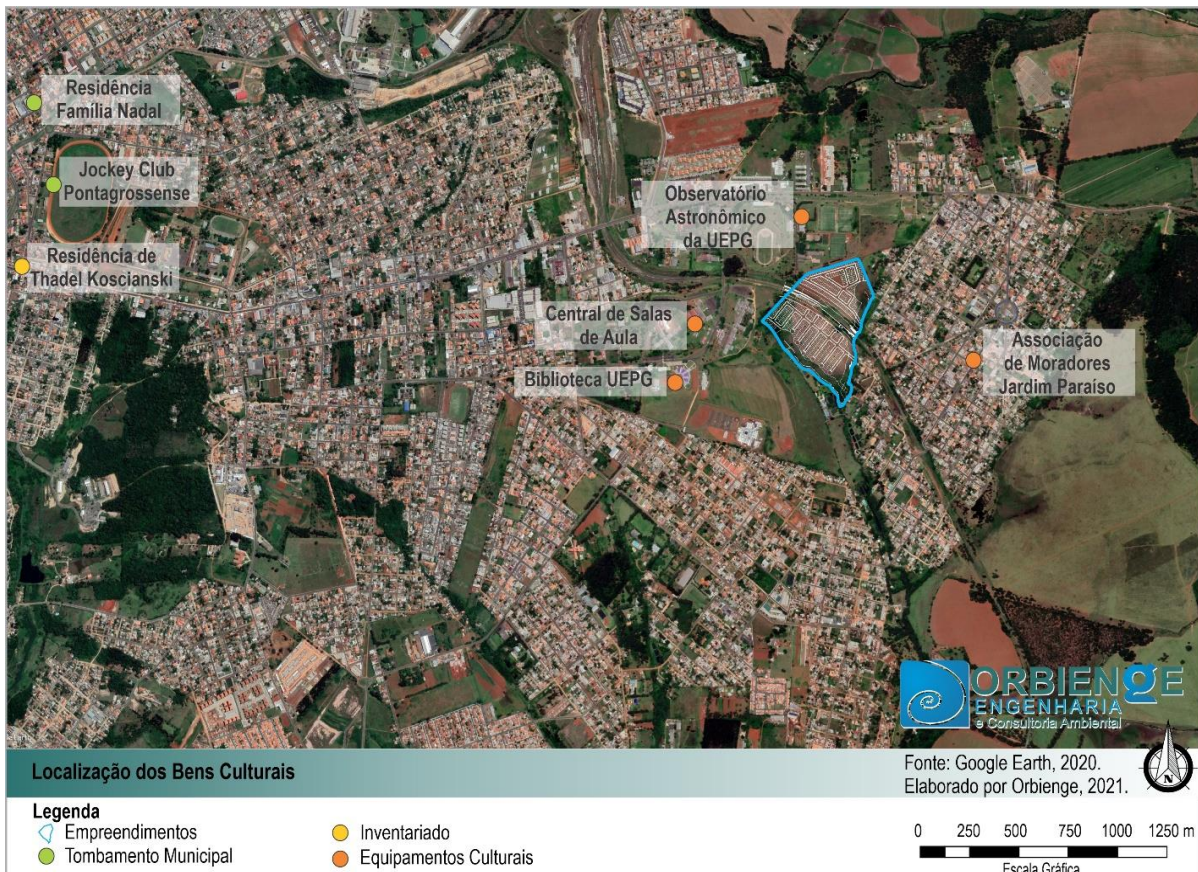 Residência
Família Nadal
Jockey Club
Pontagrossense
Residência de
Thadel Koscianski
Observatório
Astronômico
da UEPG
Central de Salas
de Aula
Biblioteca UEPG
Associação
de Moradores
Jardim Paraíso
ORBIENGE
ENGENHARIA
e Consultoria Ambiental
Localização dos Bens Culturais
Fonte: Google Earth, 2020.
Elaborado por Orbienge, 2021.
N
Legenda
Empreendimentos
Tombamento Municipal
Inventariado
Equipamentos Culturais
0 250 500 750 1000 1250 m
Escala Gráfica